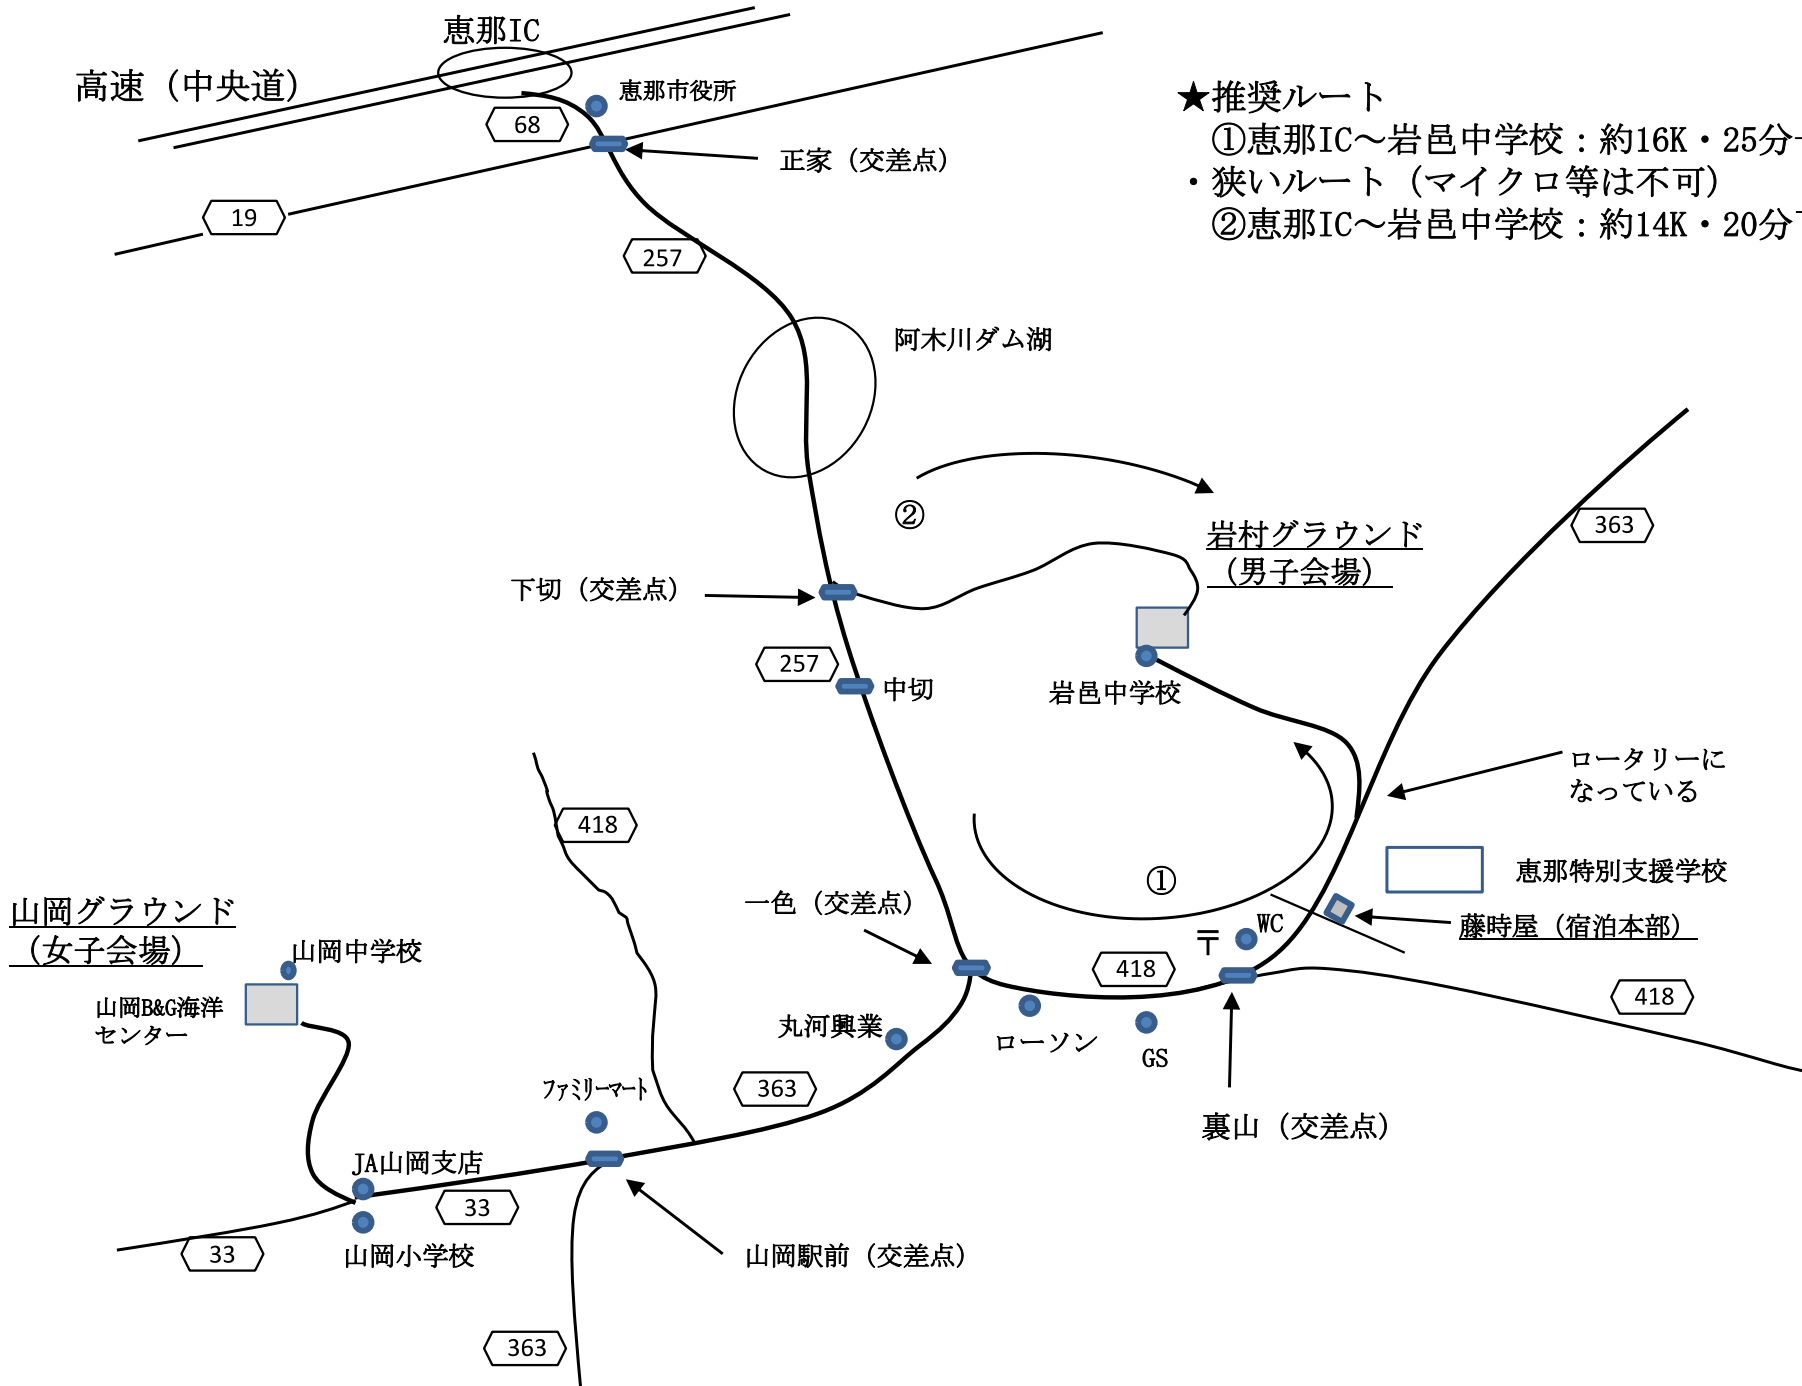 恵那IC
高速（中央道）
恵那市役所
68
正家（交差点）
19
257
★推奨ルート
①恵那IC～岩邑中学校：約16K・25分
・狭いルート（マイクロ等は不可）
②恵那IC～岩邑中学校：約14K・20分
阿木川ダム湖
②
岩村グラウンド
（男子会場）
363
下切（交差点）
257
中切
岩邑中学校
ロータリーに
なっている
418
①
恵那特別支援学校
一色（交差点）
WC
〒
藤時屋（宿泊本部）
山岡グラウンド
（女子会場）
山岡中学校
418
418
山岡B&G海洋
センター
丸河興業
ローソン
GS
ファミリーマート
363
裏山（交差点）
JA山岡支店
33
33
山岡小学校
山岡駅前（交差点）
363